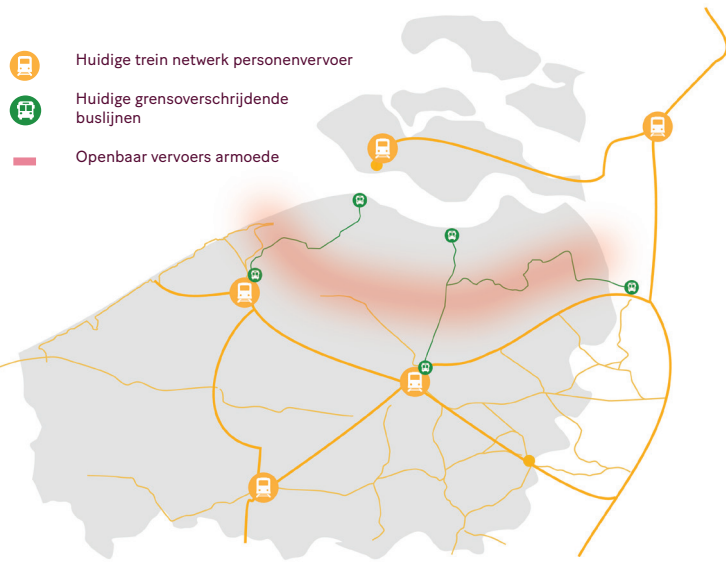 Huidige trein netwerk personenvervoer
Huidige grensoverschrijdende
buslijnen
Openbaar vervoers armoede